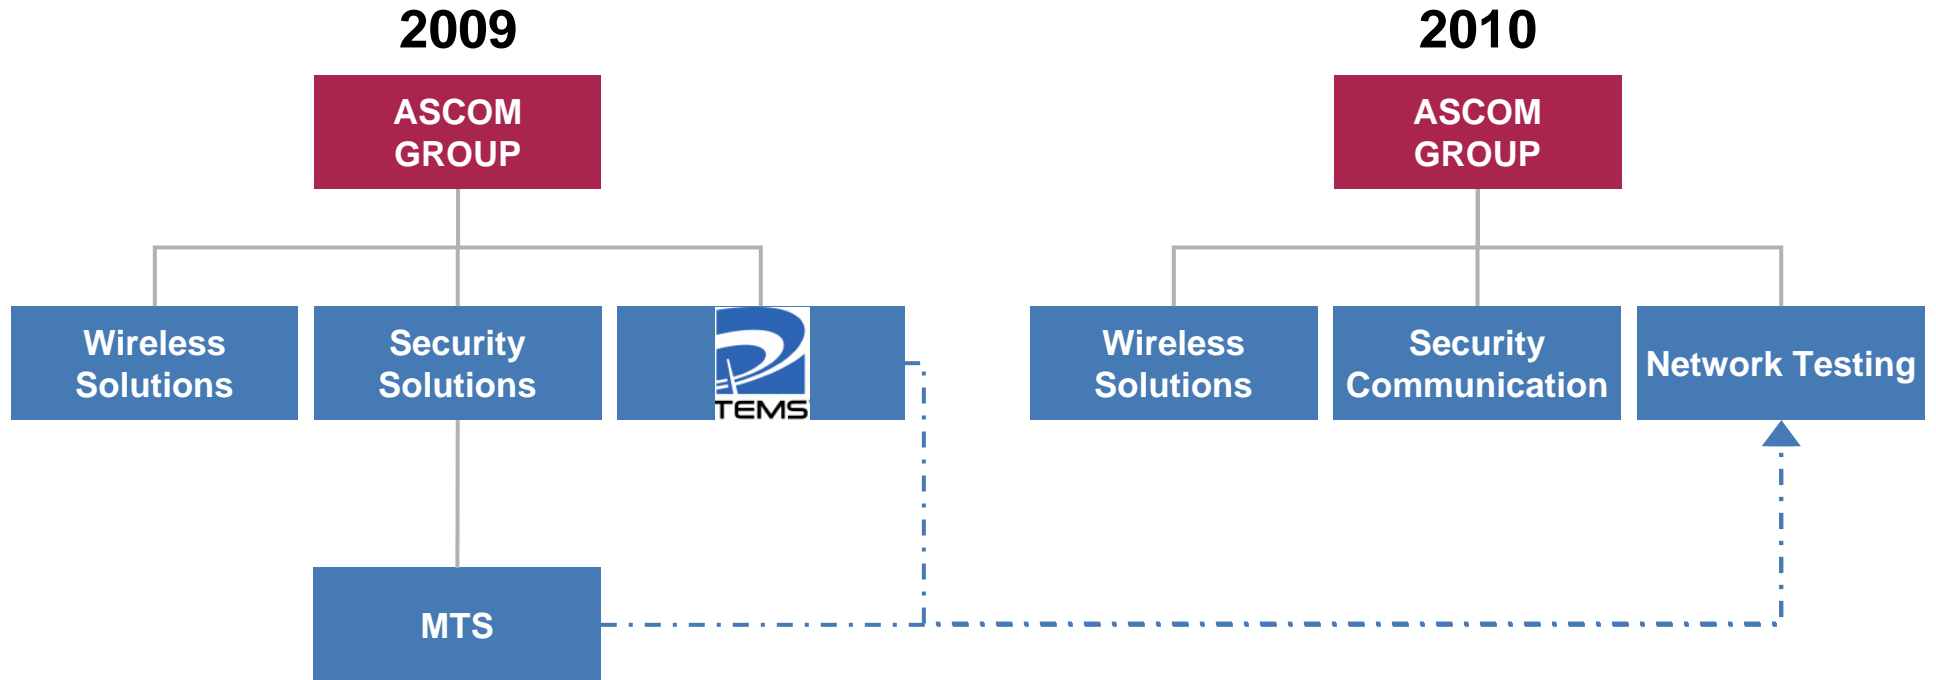 2009
2010
ASCOM
GROUP
ASCOM
GROUP
Wireless
Solutions
Security
Solutions
TEMS
Wireless
Solutions
Security
Communication
Network Testing
MTS